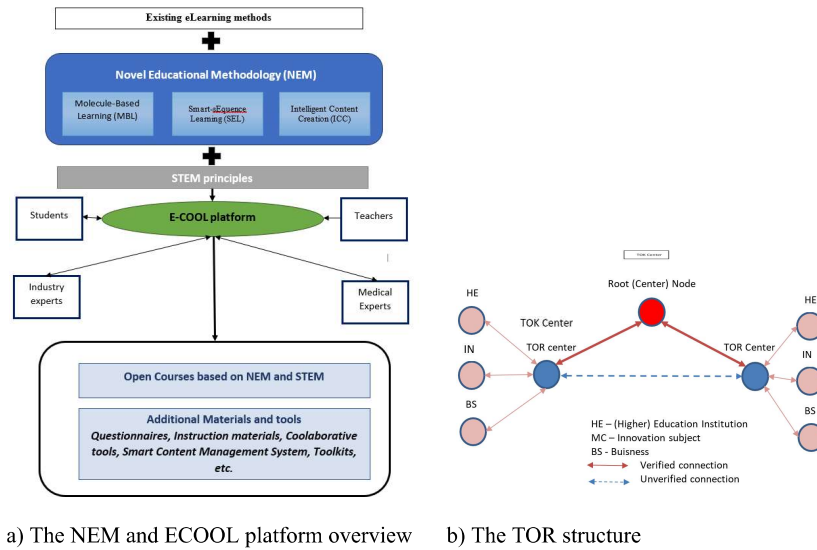 Existing eLearning methods
Novel Educational Methodology (NEM)
Molecule-Based
Learning (MBL)
Smart-sEquence
Learning (SEL)
Intelligent Content
Creation (ICC)
STEM principles
Students
E-COOL platform
Teachers
Industry
experts
Medical
Experts
Open Courses based on NEM and STEM
Additional Materials and tools
Questionnaires, Instruction materials, Coolaborative
tools, Smart Content Management System, Toolkits,
etc.
a) The NEM and ECOOL platform overview
TOK Center
Root (Center) Node
HE
HE
TOK Center
IN
TOR center
TOR Center
IN
BS
BS
HE – (Higher) Education Institution
MC – Innovation subject
BS - Buisness
Verified connection
Unverified connection
b) The TOR structure